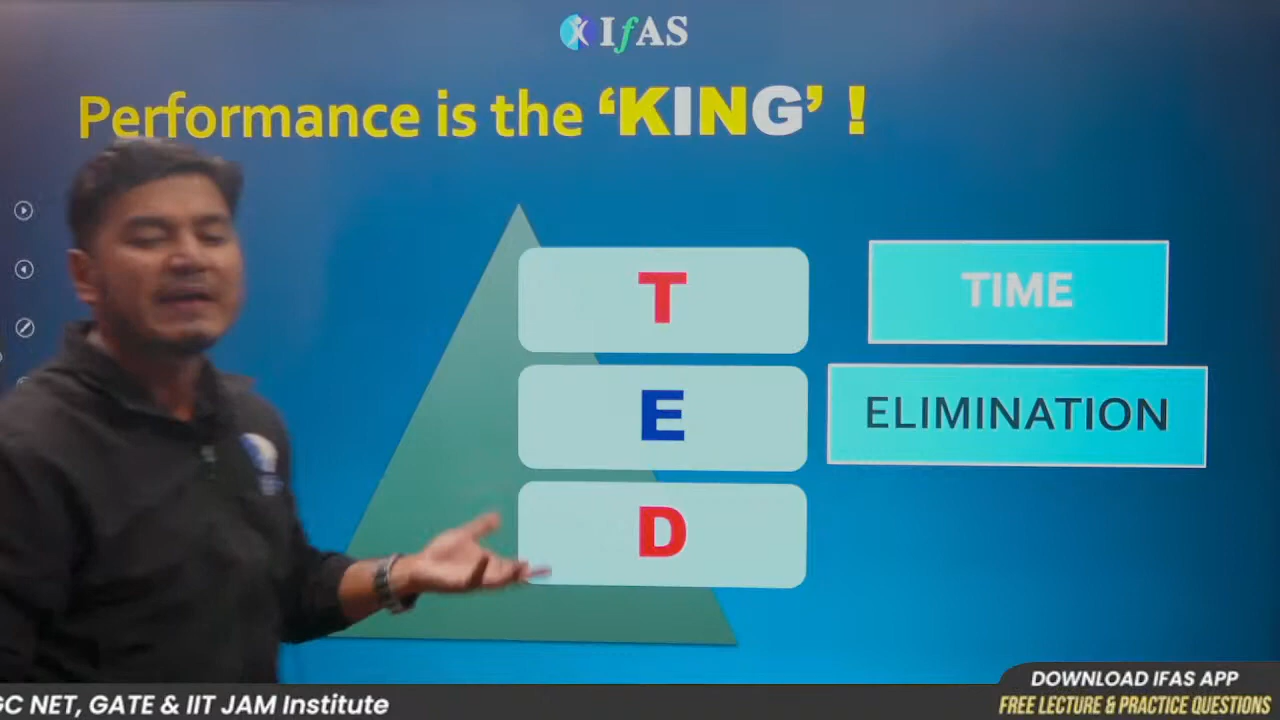 IfAS
Performance is the ‘KING’ !
T
TIME
E
ELIMINATION
D
GC NET, GATE & IIT JAM Institute
DOWNLOAD IFAS APP
FREE LECTURE & PRACTICE QUESTIONS